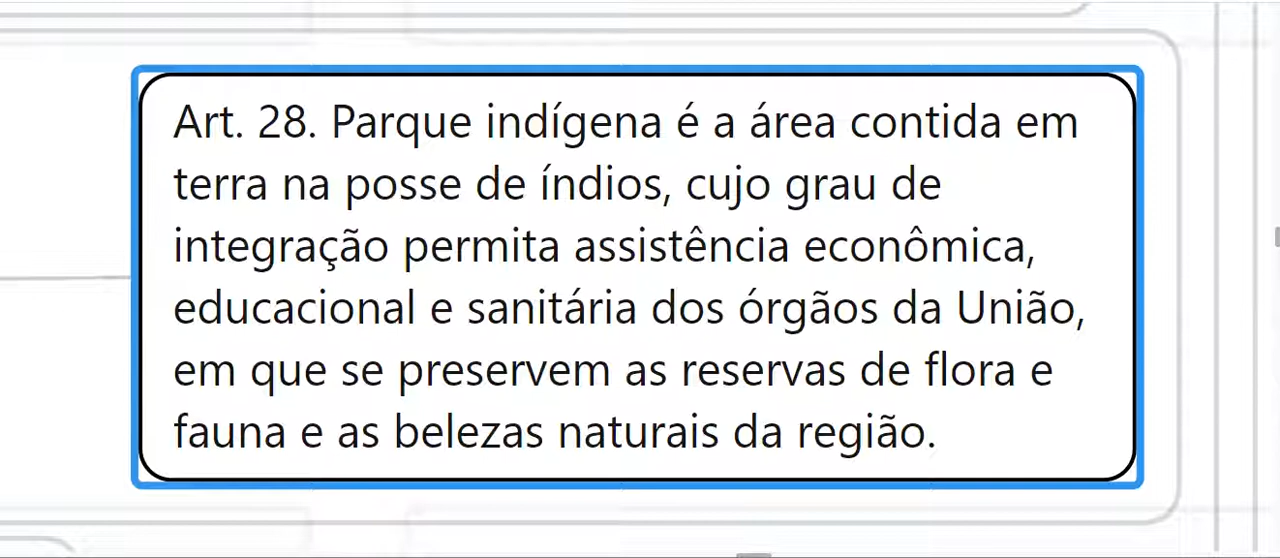 Art. 28. Parque indígena é a área contida em
terra na posse de índios, cujo grau de
integração permita assistência econômica,
educacional e sanitária dos órgãos da União,
em que se preservem as reservas de flora e
fauna e as belezas naturais da região.